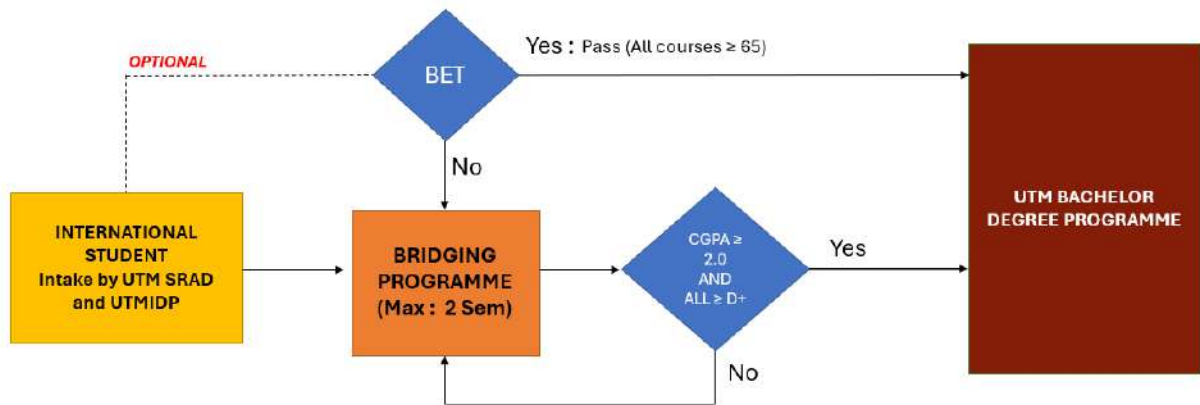 OPTIONAL
BET
Yes : Pass (All courses ≥ 65)
No
INTERNATIONAL
STUDENT
Intake by UTM SRAD
and UTMIDP
BRIDGING
PROGRAMME
(Max : 2 Sem)
CGPA ≥
2.0
AND
ALL ≥ D+
Yes
No
UTM BACHELOR
DEGREE PROGRAMME